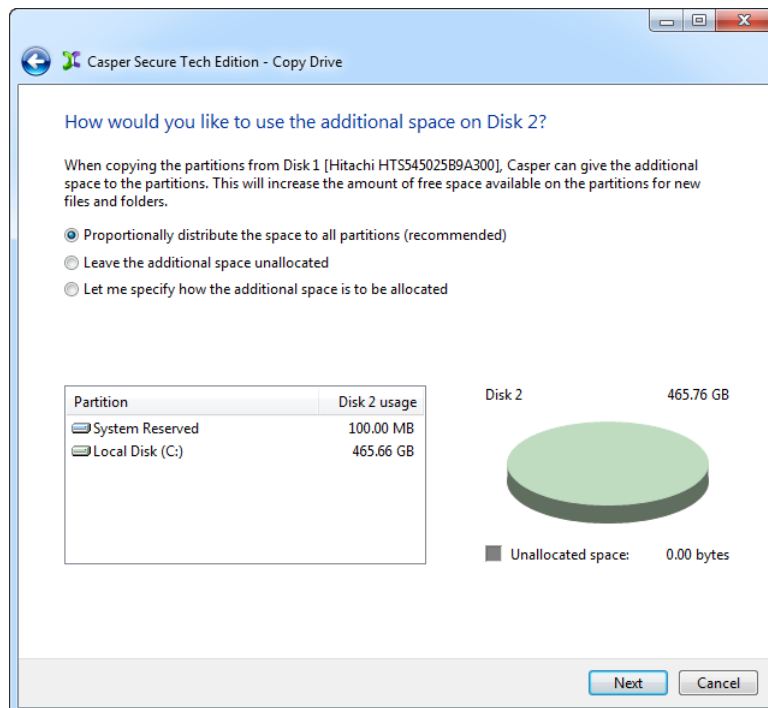 Casper Secure Tech Edition - Copy Drive
How would you like to use the additional space on Disk 2?
When copying the partitions from Disk 1 [Hitachi HTS545025B9A300], Casper can give the additional
space to the partitions. This will increase the amount of free space available on the partitions for new
files and folders.
Proportionally distribute the space to all partitions (recommended)
Leave the additional space unallocated
Let me specify how the additional space is to be allocated
Partition Disk 2 usage
System Reserved 100.00 MB
Local Disk (C:) 465.66 GB
Disk 2 465.76 GB
Unallocated space: 0.00 bytes
Next Cancel